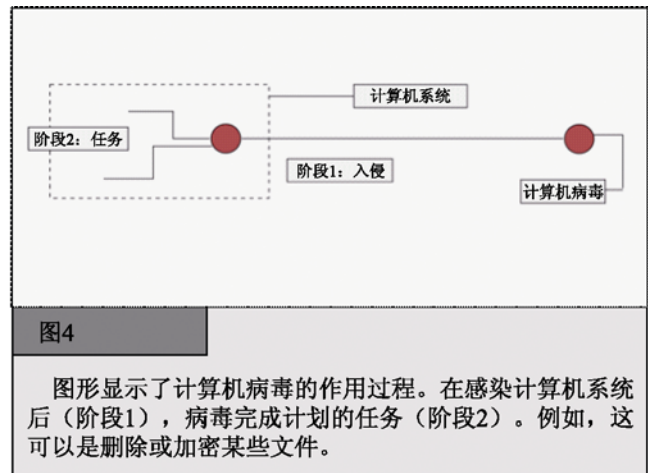 计算机系统
阶段2：任务
阶段1：入侵
计算机病毒
图4
图形显示了计算机病毒的作用过程。在感染计算机系统
后（阶段1），病毒完成计划的任务（阶段2）。例如，这
可以是删除或加密某些文件。